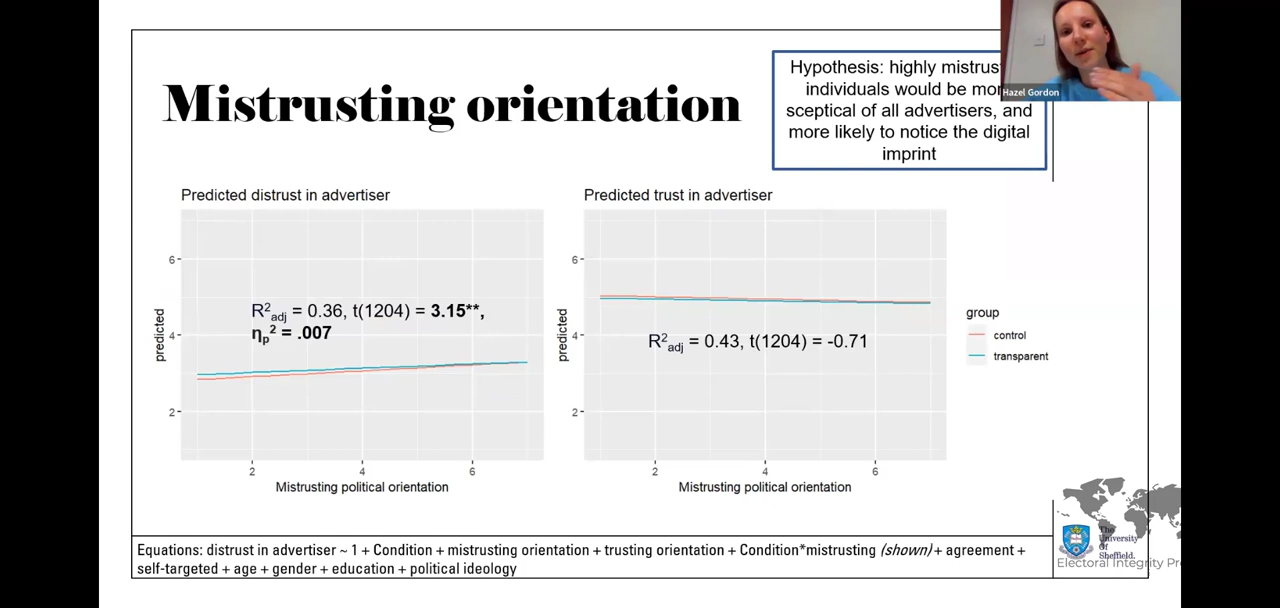 Mistrusting orientation
Hypothesis: highly
individuals would be
sceptical of all advertisers, and
more likely to notice the digital
imprint
Hazel Gordon
Predicted distrust in advertiser
Predicted trust in advertiser
predicted
6
4
2
R²adj = 0.36, t(1204) = 3.15**,
ηp² = .007
2
4
6
Mistrusting political orientation
predicted
6
4
2
R²adj = 0.43, t(1204) = -0.71
2
4
6
Mistrusting political orientation
group
control
transparent
Equations: distrust in advertiser ~ 1 + Condition + mistrusting orientation + trusting orientation + Condition*mistrusting (shown) + agreement +
self-targeted + age + gender + education + political ideology
The
University
Of
Sheffield.
Electoral Integrity